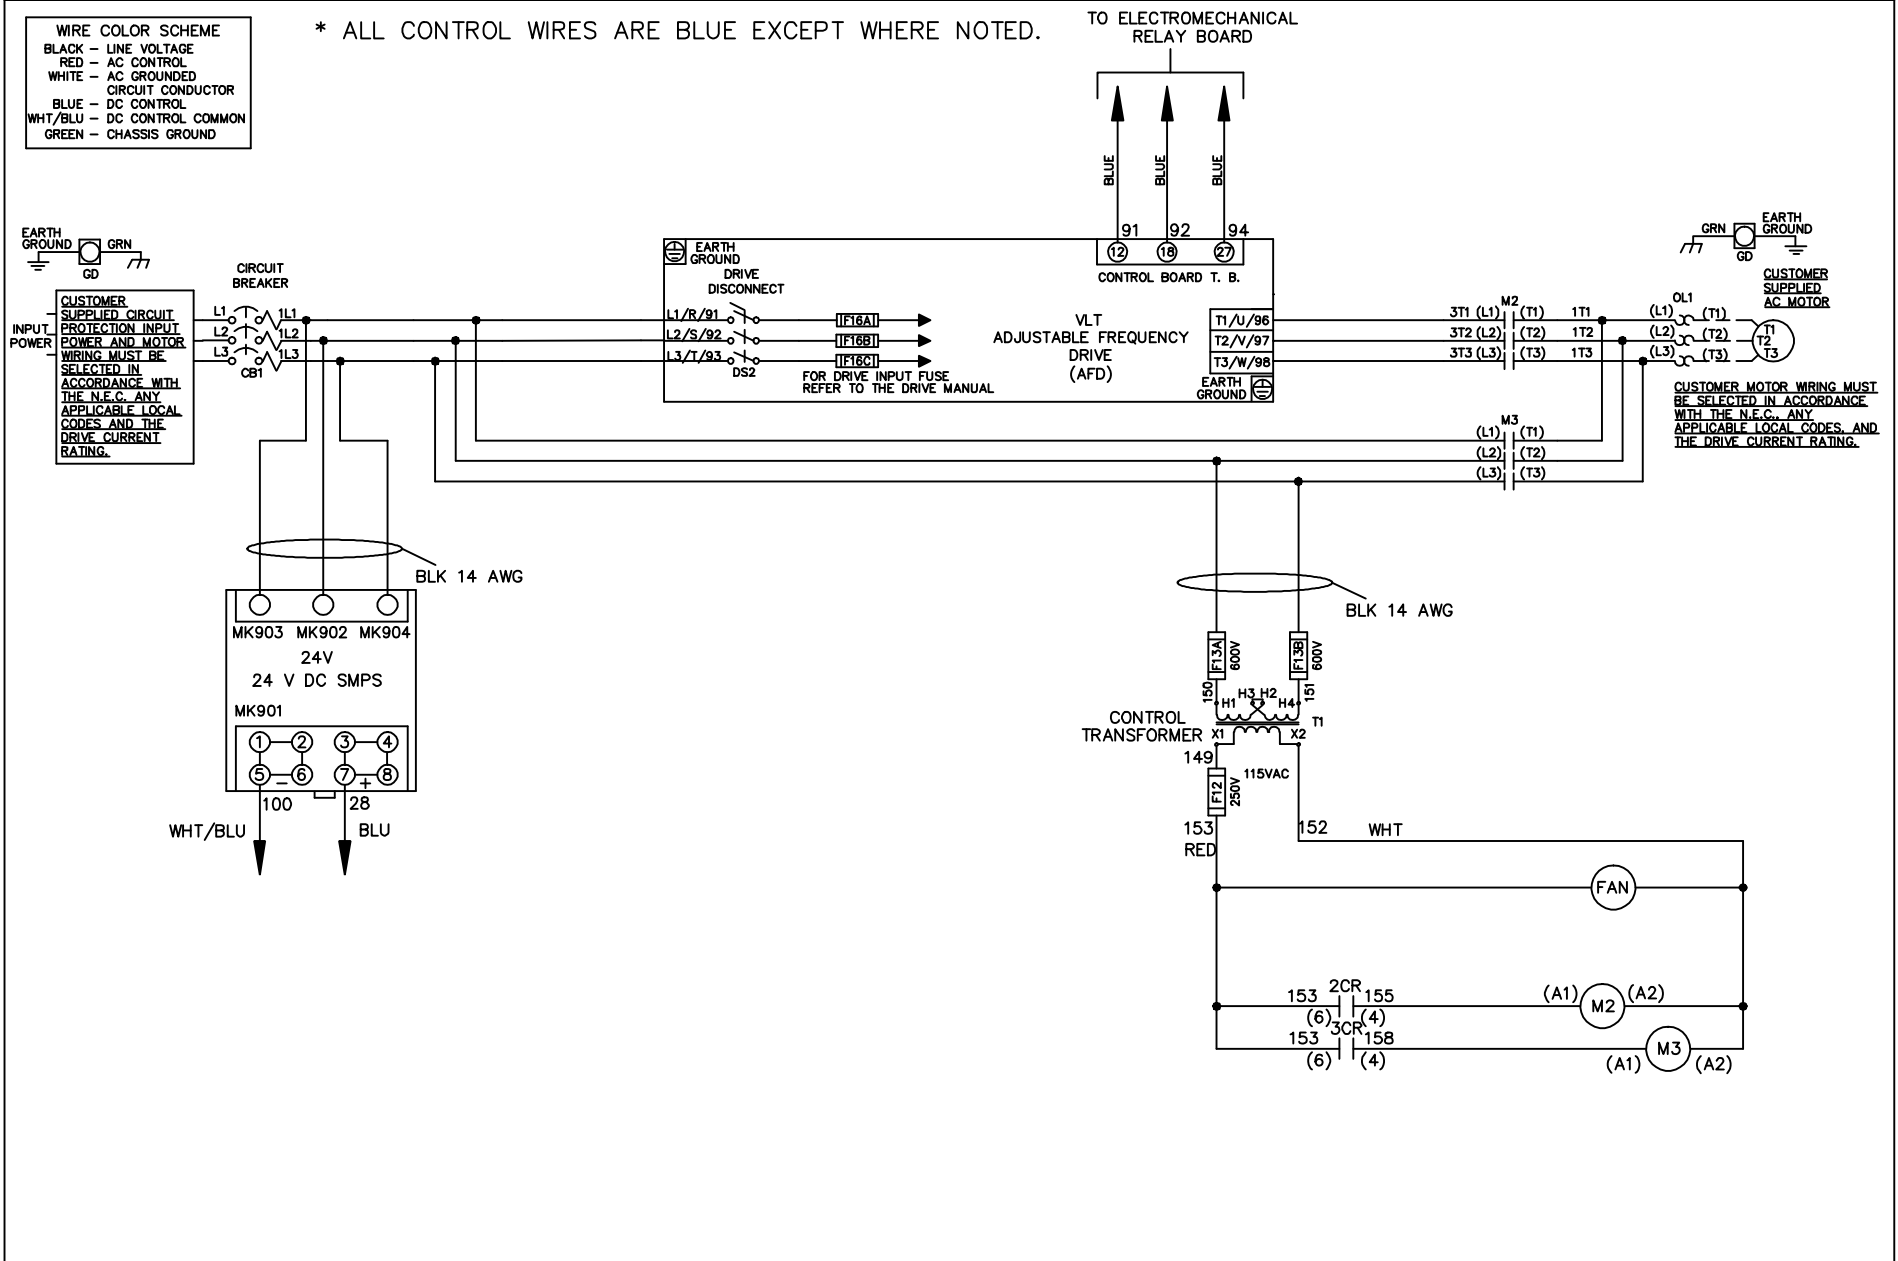 WIRE COLOR SCHEME
BLACK – LINE VOLTAGE
RED – AC CONTROL
WHITE – AC GROUNDED
CIRCUIT CONDUCTOR
BLUE – DC CONTROL
WHT/BLU – DC CONTROL COMMON
GREEN – CHASSIS GROUND
* ALL CONTROL WIRES ARE BLUE EXCEPT WHERE NOTED.
TO ELECTROMECHANICAL
RELAY BOARD
BLUE
BLUE
BLUE
91 92 94
12 18 27
CONTROL BOARD T. B.
EARTH
GROUND
GRN
GD
CIRCUIT
BREAKER
INPUT
POWER
CUSTOMER
SUPPLIED CIRCUIT
PROTECTION INPUT
POWER AND MOTOR
WIRING MUST BE
SELECTED IN
ACCORDANCE WITH
THE N.E.C. ANY
APPLICABLE LOCAL
CODES AND THE
DRIVE CURRENT
RATING.
L1 1L1
L2 1L2
L3 1L3
CB1
EARTH
GROUND
DRIVE
DISCONNECT
L1/R/91
L2/S/92
L3/T/93
DS2
F16A
F16B
F16C
FOR DRIVE INPUT FUSE
REFER TO THE DRIVE MANUAL
VLT
ADJUSTABLE FREQUENCY
DRIVE
(AFD)
T1/U/96
T2/V/97
T3/W/98
EARTH
GROUND
M2
3T1 (L1) (T1) 1T1
3T2 (L2) (T2) 1T2
3T3 (L3) (T3) 1T3
OL1
(L1) (T1)
(L2) (T2)
(L3) (T3)
T1
T2
T3
GRN
GD
EARTH
GROUND
CUSTOMER
SUPPLIED
AC MOTOR
CUSTOMER MOTOR WIRING MUST
BE SELECTED IN ACCORDANCE
WITH THE N.E.C., ANY
APPLICABLE LOCAL CODES, AND
THE DRIVE CURRENT RATING.
M3
(L1) (T1)
(L2) (T2)
(L3) (T3)
BLK 14 AWG
MK903 MK902 MK904
24V
24 V DC SMPS
MK901
1 2 3 4
5 – 6 7 + 8
100 28
WHT/BLU BLU
BLK 14 AWG
F13A
600V
F13B
600V
150
151
H1 H3 H2 H4
T1
CONTROL
TRANSFORMER
X1 X2
149
115VAC
F12
250V
153
RED
152 WHT
FAN
2CR
153 155 (A1) M2 (A2)
(6) (4)
3CR
153 158 M3
(6) (4) (A1) (A2)